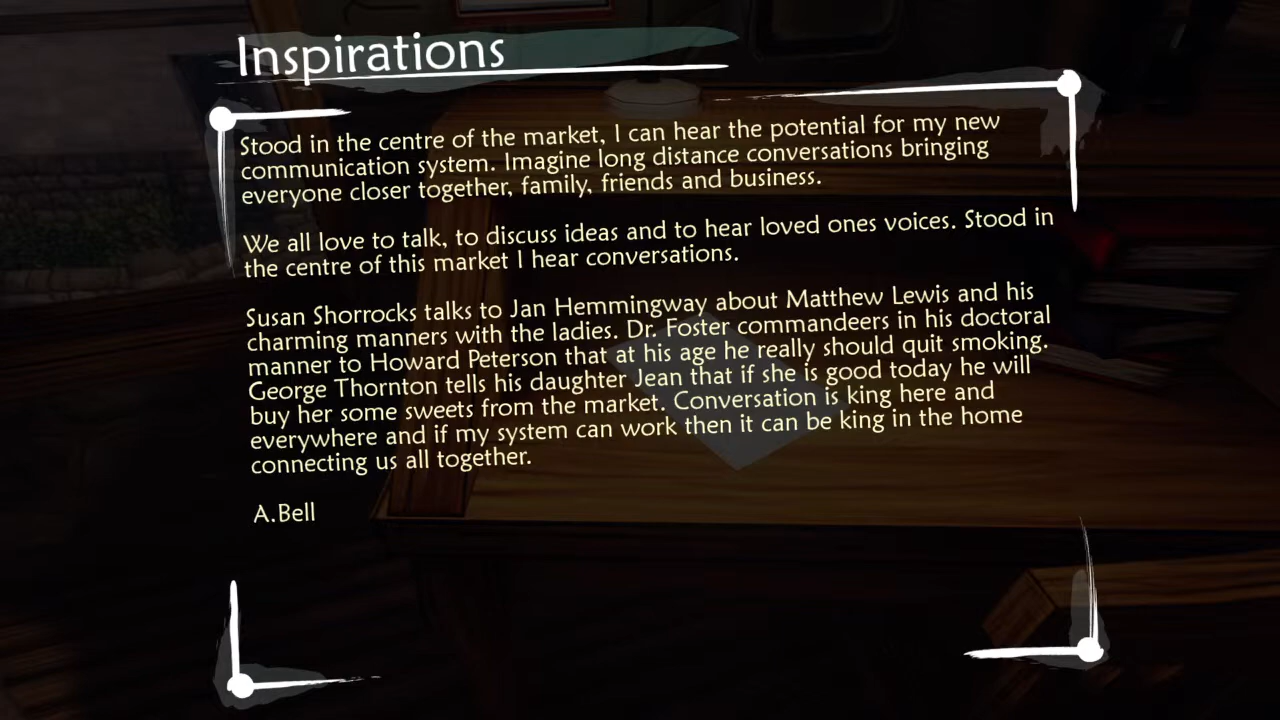 Inspirations
Stood in the centre of the market, I can hear the potential for my new
communication system. Imagine long distance conversations bringing
everyone closer together, family, friends and business.
We all love to talk, to discuss ideas and to hear loved ones voices. Stood in
the centre of this market I hear conversations.
Susan Shorrocks talks to Jan Hemmingway about Matthew Lewis and his
charming manners with the ladies. Dr. Foster commandeers in his doctoral
manner to Howard Peterson that at his age he really should quit smoking.
George Thornton tells his daughter Jean that if she is good today he will
buy her some sweets from the market. Conversation is king here and
everywhere and if my system can work then it can be king in the home
connecting us all together.
A.Bell